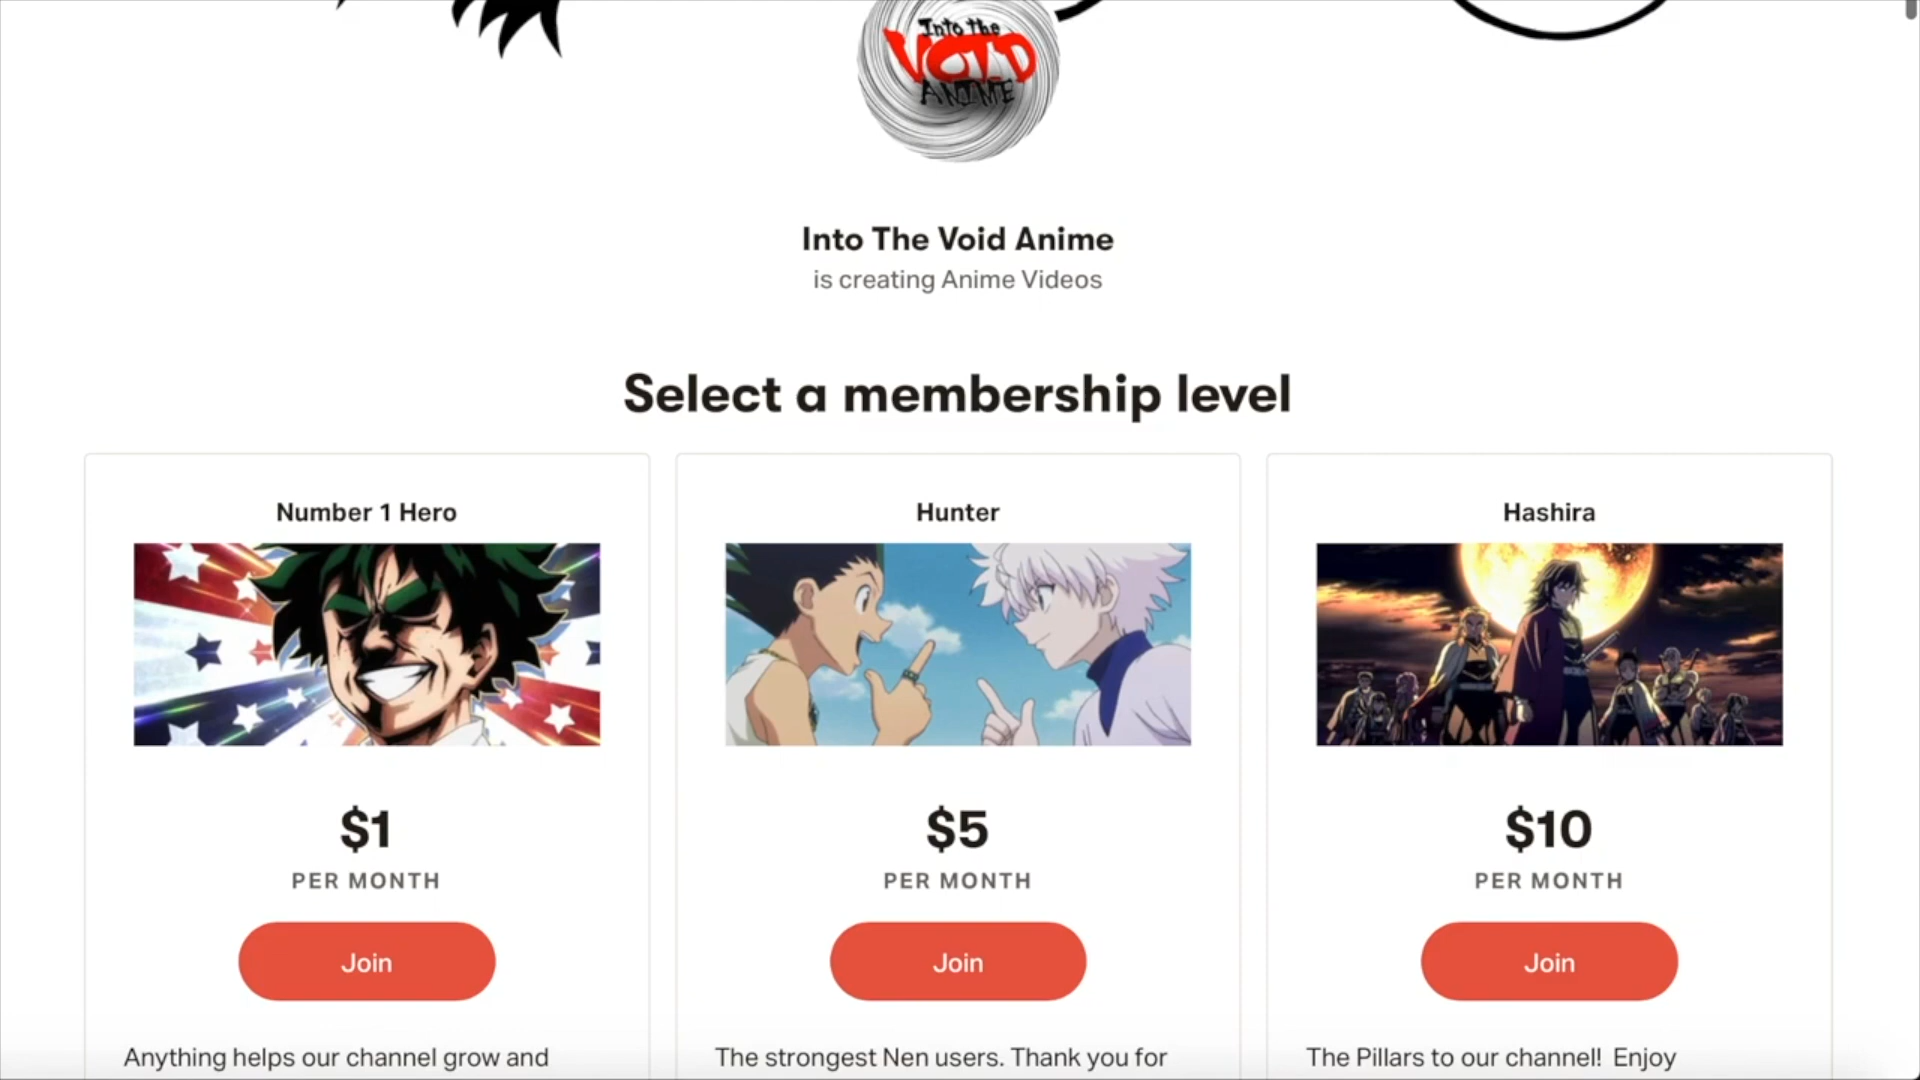 Into the
VOID
ANIME
Into The Void Anime
is creating Anime Videos
Select a membership level
Number 1 Hero
Hunter
Hashira
$1
PER MONTH
$5
PER MONTH
$10
PER MONTH
Join
Join
Join
Anything helps our channel grow and
The strongest Nen users. Thank you for
The Pillars to our channel! Enjoy